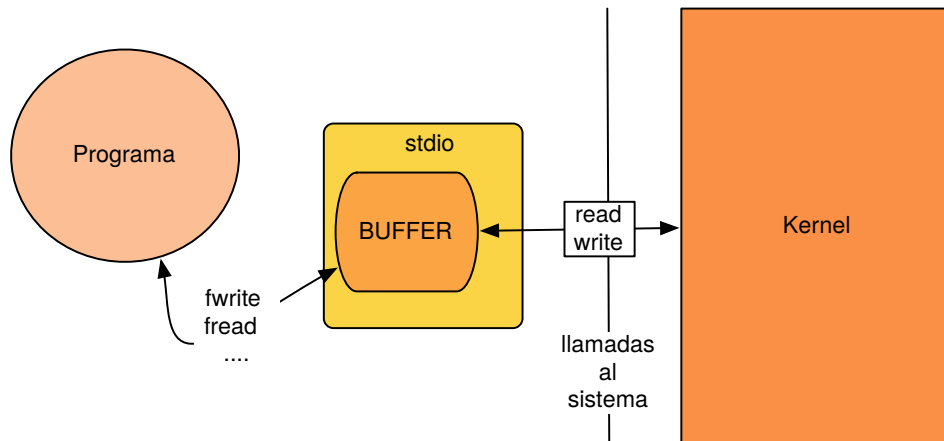 Programa
stdio
BUFFER
fwrite
fread
....
read
write
llamadas
al
sistema
Kernel